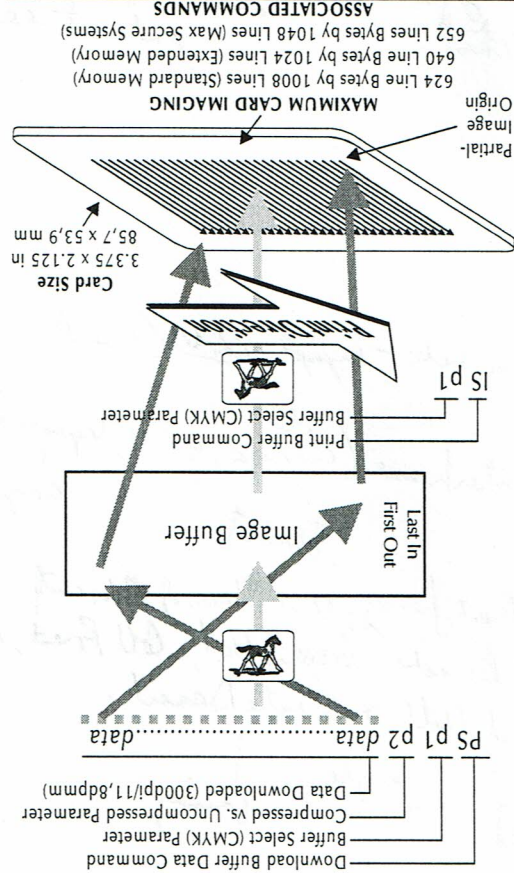 Download Buffer Data Command
Buffer Select (CMYK) Parameter
Compressed vs. Uncompressed Parameter
Data Downloaded (300dpi/11,8dpmm)
PS p1 p2 data..............................data
Last In
First Out
Image Buffer
Print Buffer Command
Buffer Select (CMYK) Parameter
IS p1
Print Direction
Card Size
3.375 x 2.125 in
85,7 x 53,9 mm
Partial-
Image
Origin
MAXIMUM CARD IMAGING
624 Line Bytes by 1008 Lines (Standard Memory)
640 Line Bytes by 1024 Lines (Extended Memory)
652 Lines Bytes by 1048 Lines (Max Secure Systems)
ASSOCIATED COMMANDS